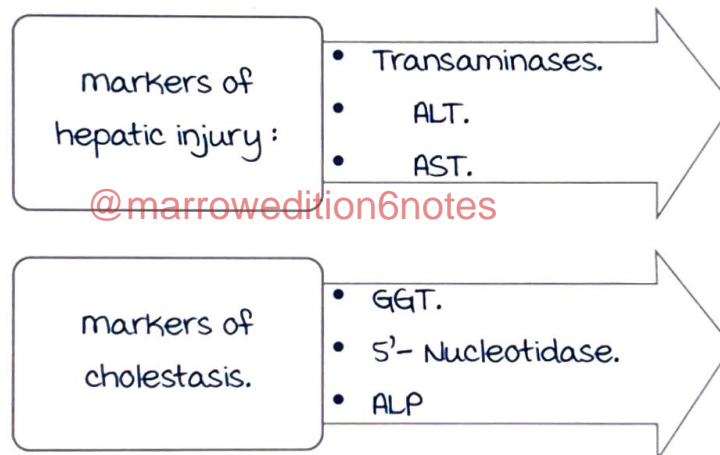 markers of
hepatic injury :
• Transaminases.
• ALT.
• AST.
@marrowedition6notes
markers of
cholestasis.
• GGT.
• 5'- Nucleotidase.
• ALP